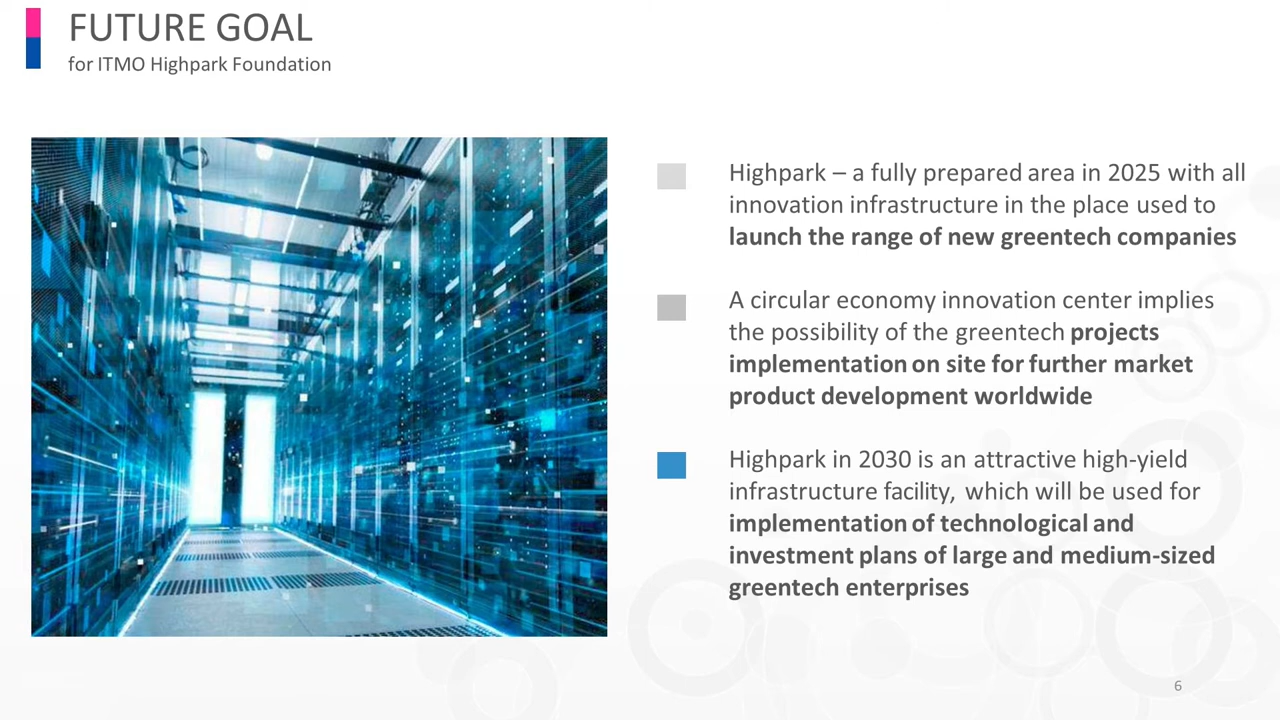 FUTURE GOAL
for ITMO Highpark Foundation
Highpark – a fully prepared area in 2025 with all
innovation infrastructure in the place used to
launch the range of new greentech companies
A circular economy innovation center implies
the possibility of the greentech projects
implementation on site for further market
product development worldwide
Highpark in 2030 is an attractive high-yield
infrastructure facility, which will be used for
implementation of technological and
investment plans of large and medium-sized
greentech enterprises
6